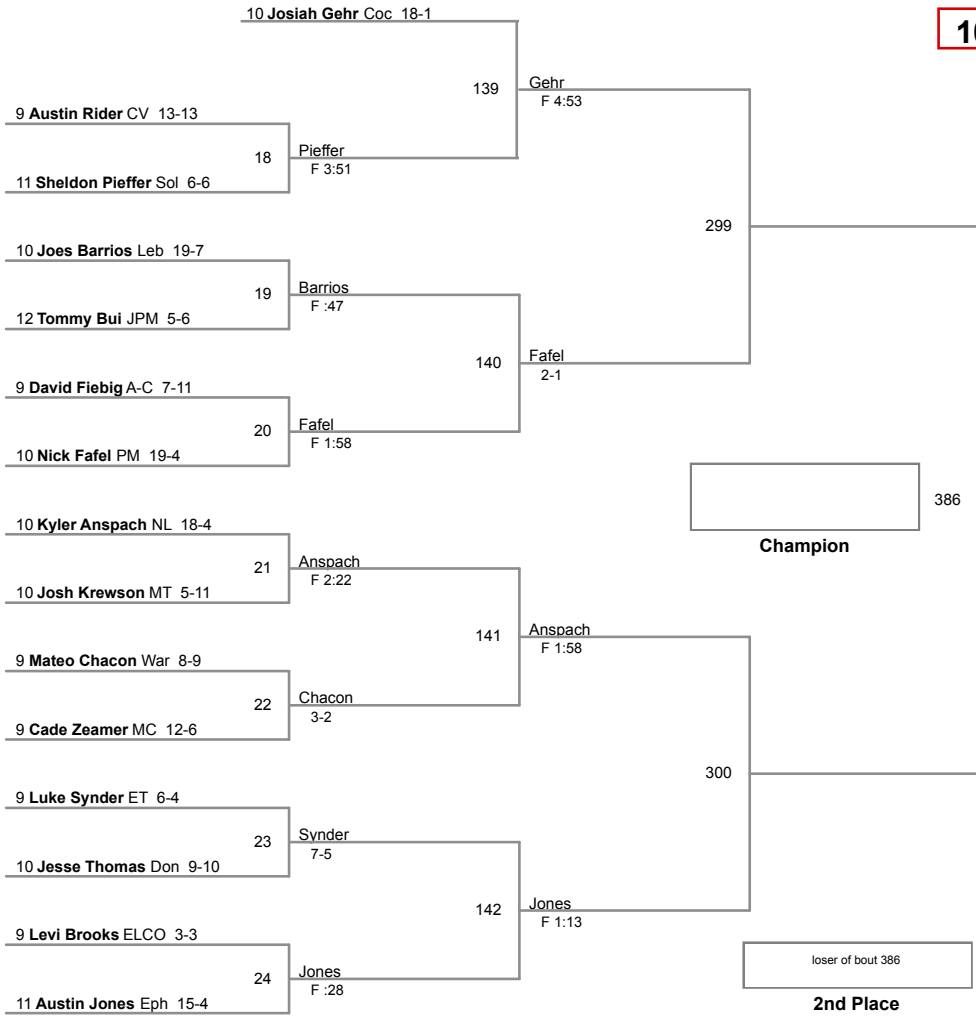 10 Josiah Gehr Coc 18-1
10
139
Gehr
F 4:53
9 Austin Rider CV 13-13
18
Pieffer
F 3:51
11 Sheldon Pieffer Sol 6-6
299
10 Joes Barrios Leb 19-7
19
Barrios
F :47
12 Tommy Bui JPM 5-6
140
Fafel
2-1
9 David Fiebig A-C 7-11
20
Fafel
F 1:58
10 Nick Fafel PM 19-4
386
Champion
10 Kyler Anspach NL 18-4
21
Anspach
F 2:22
10 Josh Krewson MT 5-11
141
Anspach
F 1:58
9 Mateo Chacon War 8-9
22
Chacon
3-2
9 Cade Zeamer MC 12-6
300
9 Luke Synder ET 6-4
23
Synder
7-5
10 Jesse Thomas Don 9-10
142
Jones
F 1:13
9 Levi Brooks ELCO 3-3
24
Jones
F :28
11 Austin Jones Eph 15-4
loser of bout 386
2nd Place